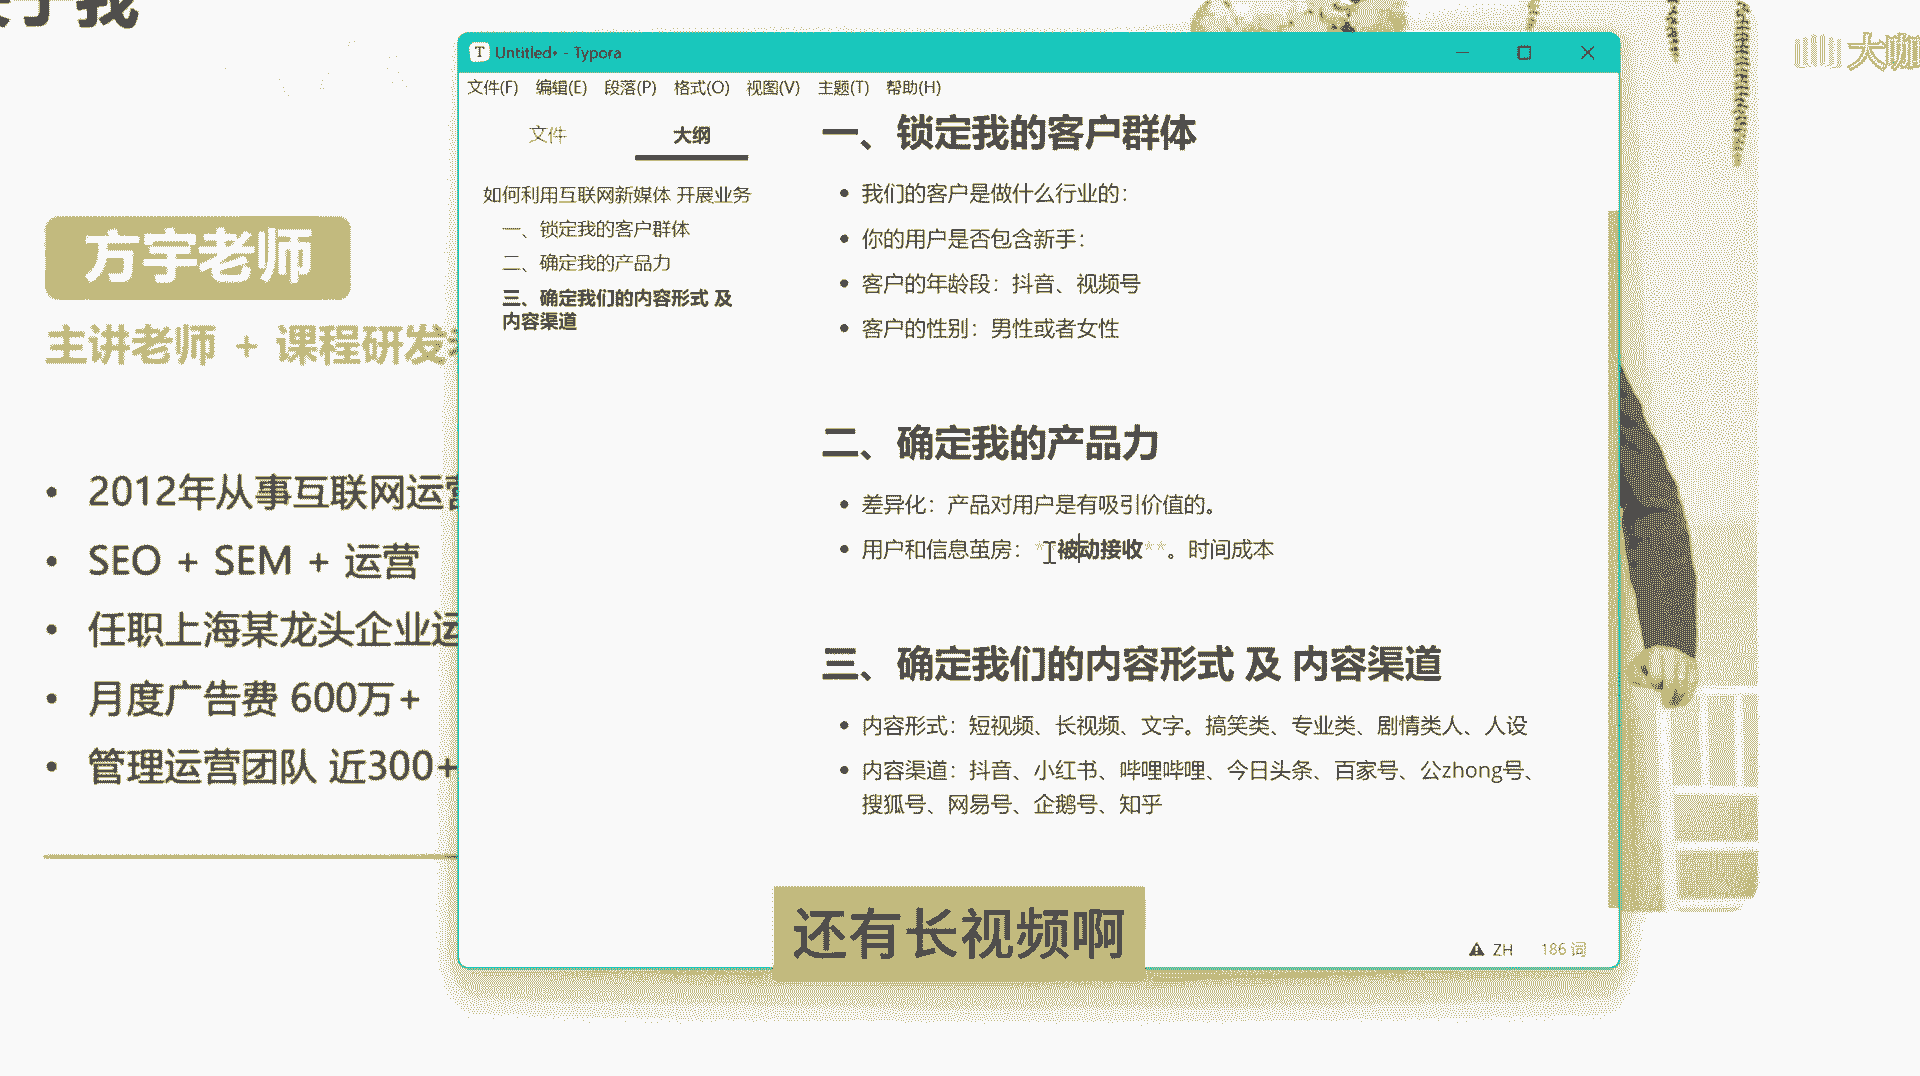 于我
大咖
方宇老师
主讲老师 + 课程研发
2012年从事互联网运营
SEO + SEM + 运营
任职上海某龙头企业运
月度广告费 600万+
管理运营团队 近300+
Untitled• - Typora
文件(F) 编辑(E) 段落(P) 格式(O) 视图(V) 主题(T) 帮助(H)
文件 大纲
如何利用互联网新媒体 开展业务
一、锁定我的客户群体
二、确定我的产品力
三、确定我们的内容形式 及
内容渠道
一、锁定我的客户群体
我们的客户是做什么行业的：
你的用户是否包含新手：
客户的年龄段：抖音、视频号
客户的性别：男性或者女性
二、确定我的产品力
差异化：产品对用户是有吸引价值的。
用户和信息茧房：**被动接收**。时间成本
三、确定我们的内容形式 及 内容渠道
内容形式：短视频、长视频、文字。搞笑类、专业类、剧情类人、人设
内容渠道：抖音、小红书、哔哩哔哩、今日头条、百家号、公zhong号、
搜狐号、网易号、企鹅号、知乎
ZH 186 词
还有长视频啊